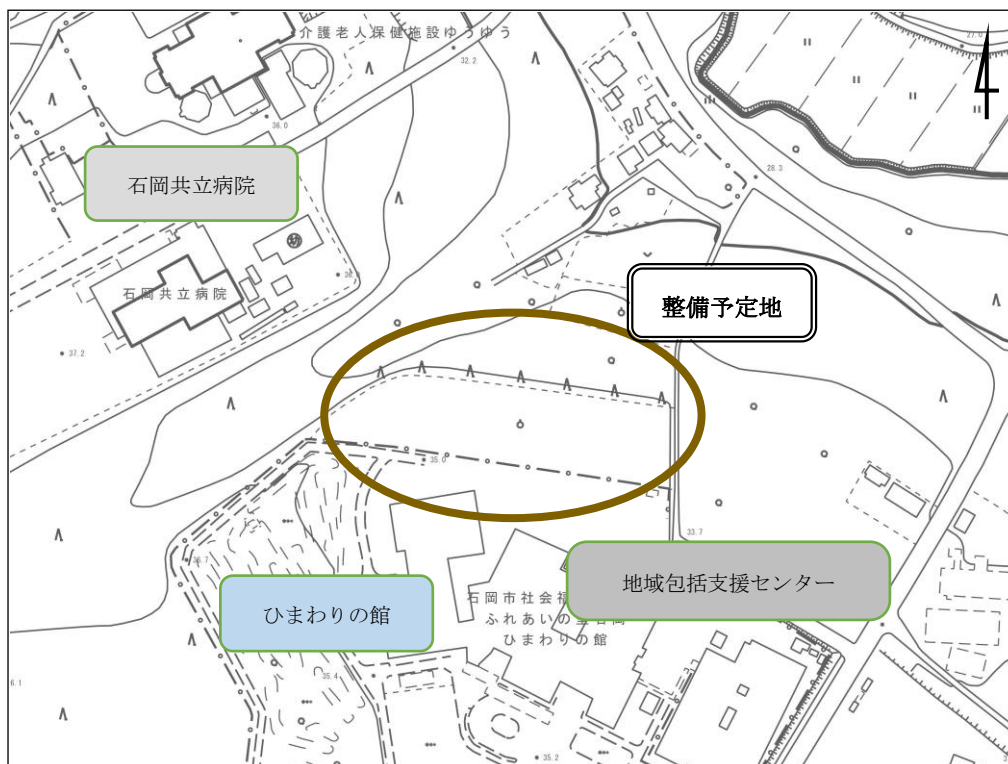 介護老人保健施設ゆうゆう
27.0
32.2
36.0
石岡共立病院
28.3
石岡共立病院
整備予定地
37.2
35.0
33.7
地域包括支援センター
ひまわりの館
石岡市社会福
ふれあいの
ひまわりの館
35.4
35.2